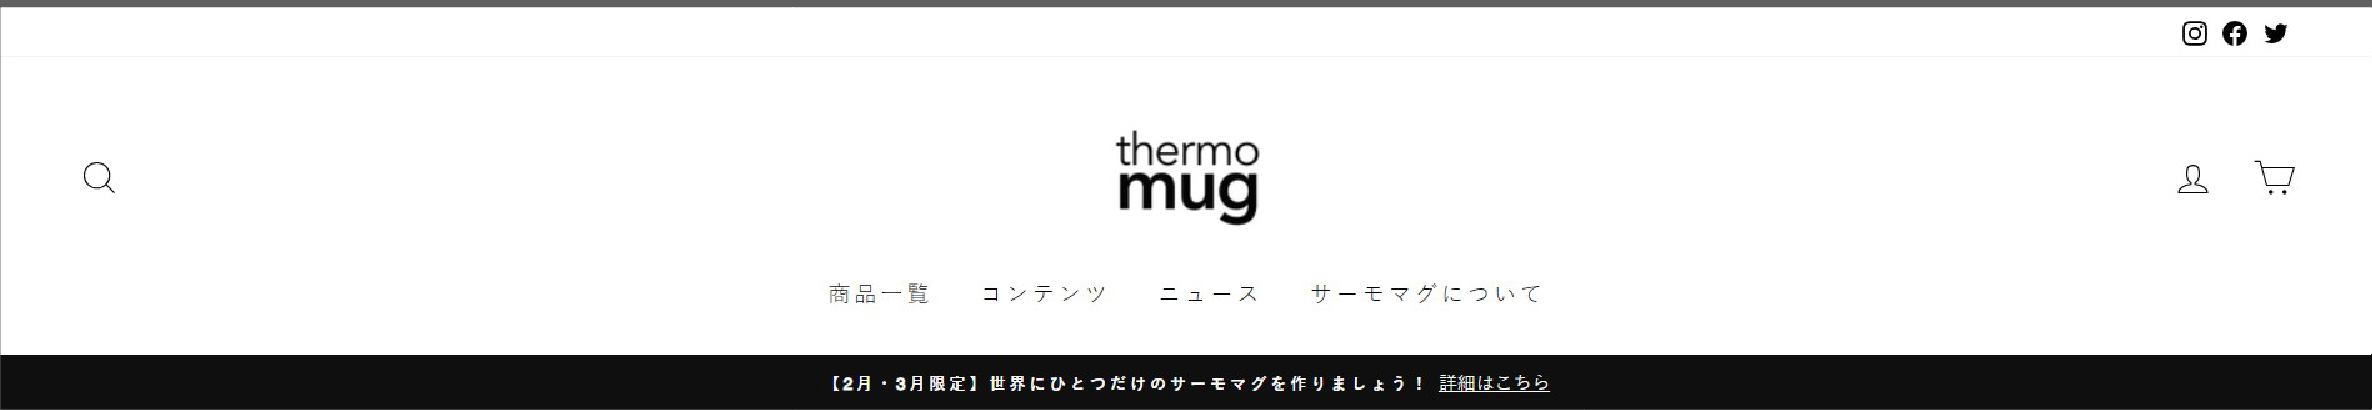 thermo
mug
商品一覧 コンテンツ ニュース サーモマグについて
【2月・3月限定】世界にひとつだけのサーモマグを作りましょう！ 詳細はこちら